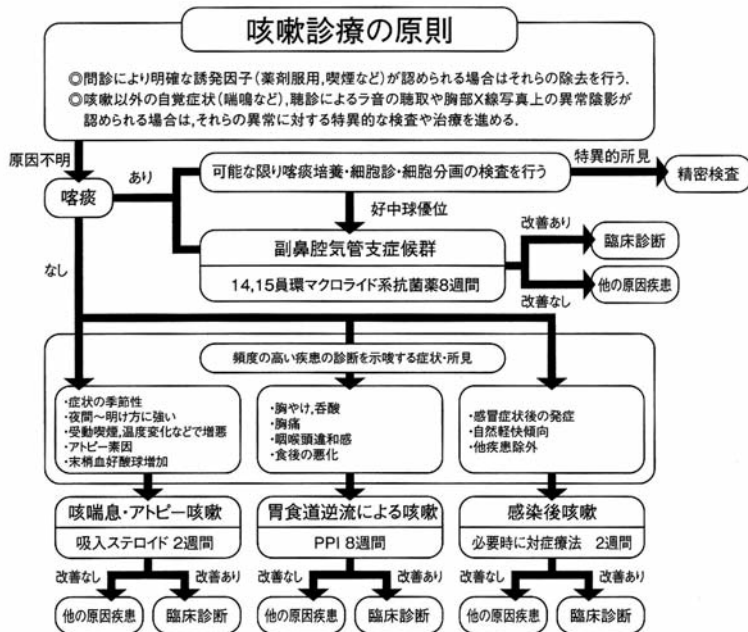 咳嗽診療の原則
◎問診により明確な誘発因子(薬剤服用,喫煙など)が認められる場合はそれらの除去を行う.
◎咳嗽以外の自覚症状(喘鳴など),聴診によるラ音の聴取や胸部X線写真上の異常陰影が
認められる場合は,それらの異常に対する特異的な検査や治療を進める.
原因不明
喀痰
あり
可能な限り喀痰培養・細胞診・細胞分画の検査を行う
特異的所見
精密検査
好中球優位
なし
副鼻腔気管支症候群
14,15員環マクロライド系抗菌薬8週間
改善あり
臨床診断
改善なし
他の原因疾患
頻度の高い疾患の診断を示唆する症状・所見
・症状の季節性
・夜間～明け方に強い
・受動喫煙,温度変化などで増悪
・アトピー素因
・末梢血好酸球増加
・胸やけ,呑酸
・胸痛
・咽喉頭違和感
・食後の悪化
・感冒症状後の発症
・自然軽快傾向
・他疾患除外
咳喘息・アトピー咳嗽
吸入ステロイド 2週間
胃食道逆流による咳嗽
PPI 8週間
感染後咳嗽
必要時に対症療法 2週間
改善なし
改善あり
改善なし
改善あり
改善なし
改善あり
他の原因疾患
臨床診断
他の原因疾患
臨床診断
他の原因疾患
臨床診断